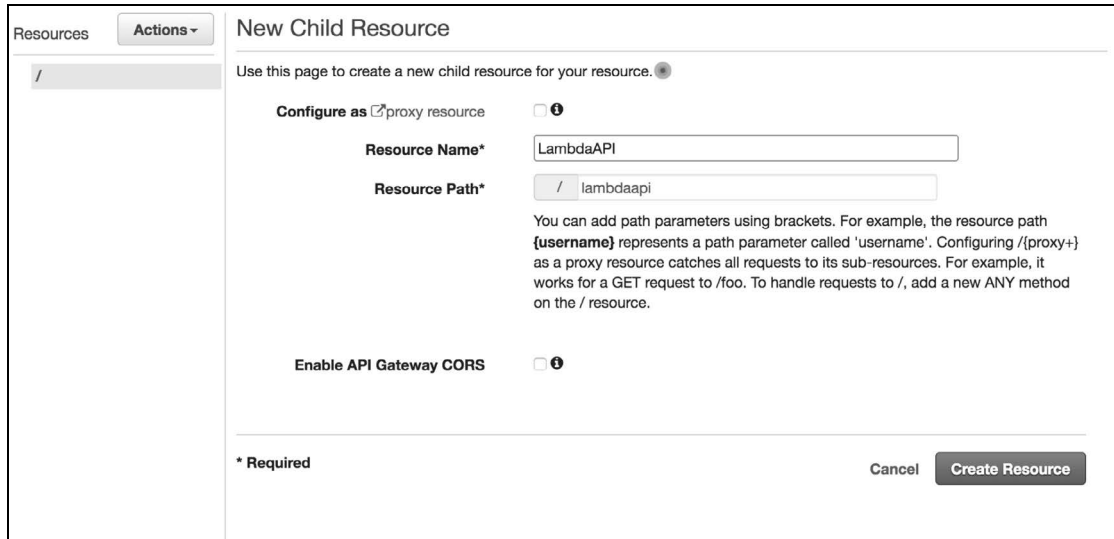 Resources
Actions
/
New Child Resource
Use this page to create a new child resource for your resource.
Configure as proxy resource
Resource Name*
LambdaAPI
Resource Path*
/ lambdaapi
You can add path parameters using brackets. For example, the resource path
{username} represents a path parameter called 'username'. Configuring /{proxy+}
as a proxy resource catches all requests to its sub-resources. For example, it
works for a GET request to /foo. To handle requests to /, add a new ANY method
on the / resource.
Enable API Gateway CORS
* Required
Cancel
Create Resource